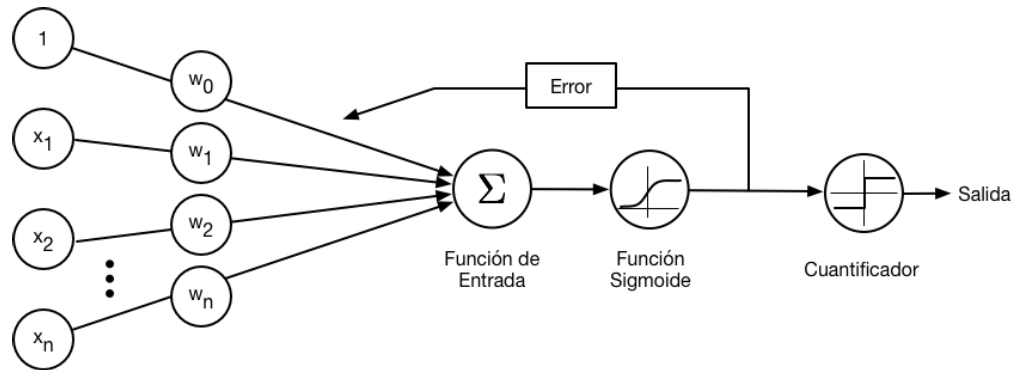 1
w0
Error
x1
w1
Σ
Salida
x2
w2
Función de
Entrada
Función
Sigmoide
Cuantificador
wn
xn